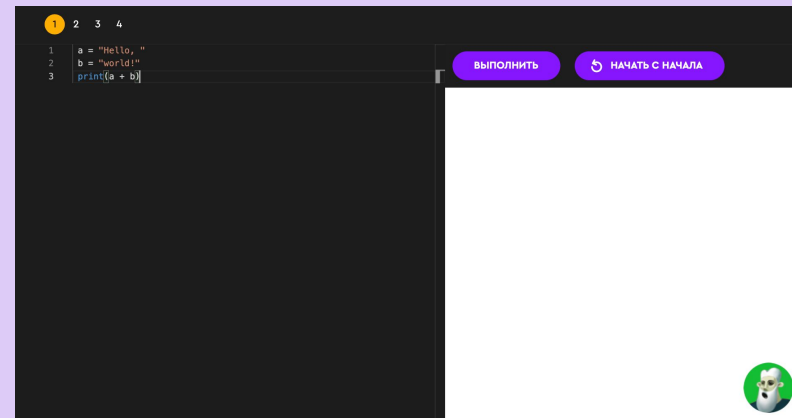 1 2 3 4
1 a = "Hello, "
2 b = "world!"
3 print(a + b)
ВЫПОЛНИТЬ
НАЧАТЬ С НАЧАЛА